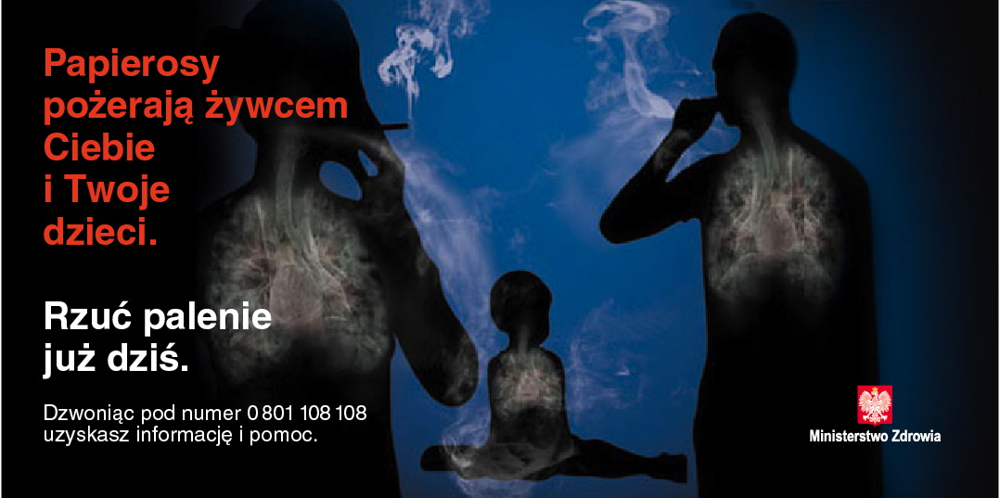 Papierosy
pożerają żywcem
Ciebie
i Twoje
dzieci.
Rzuć palenie
już dziś.
Dzwoniąc pod numer 0 801 108 108
uzyskasz informację i pomoc.
Ministerstwo Zdrowia